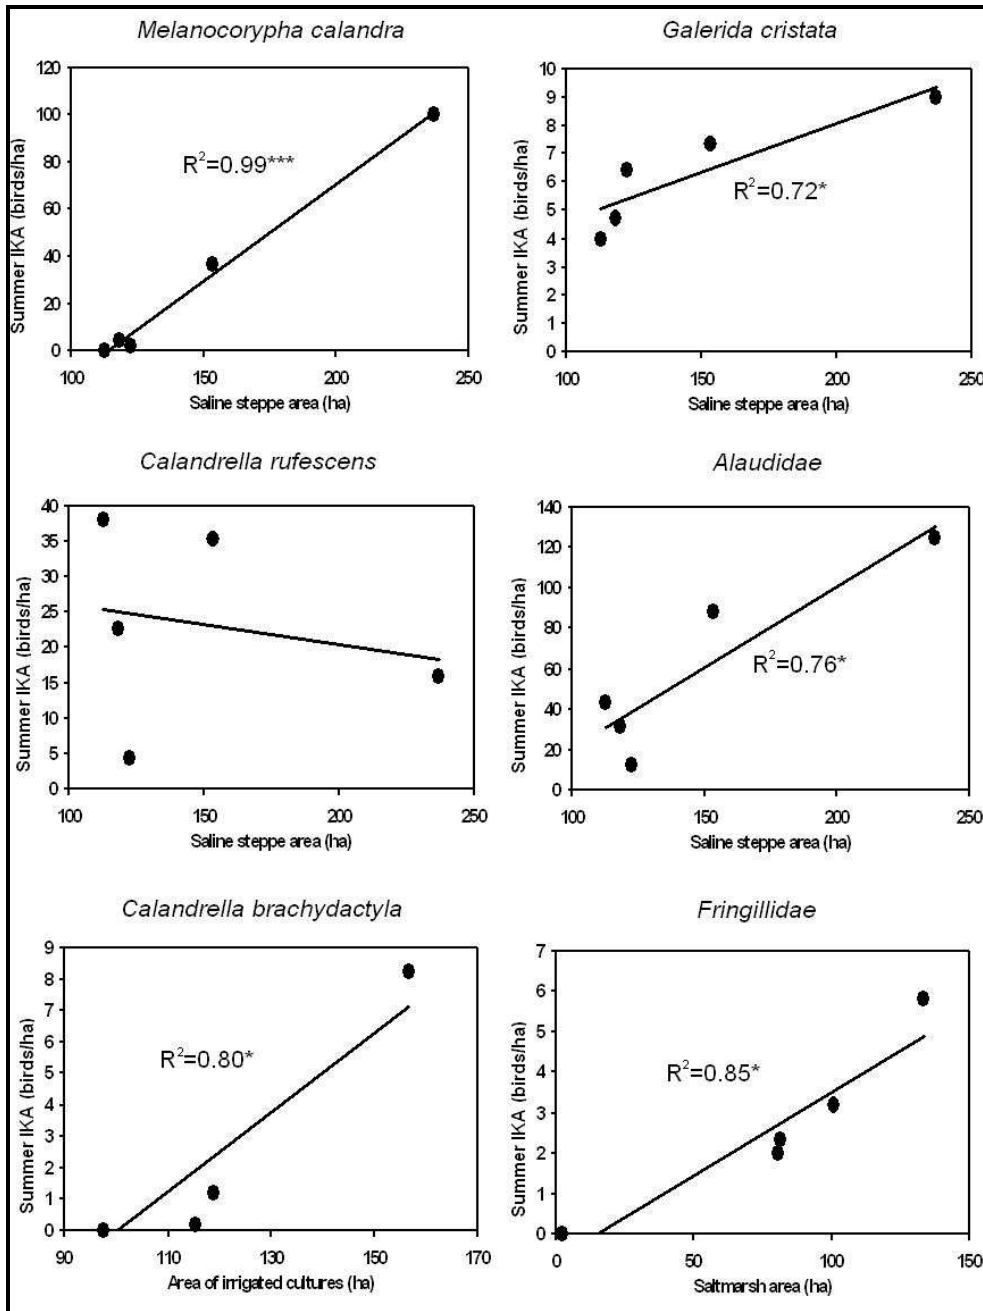 Melanocorypha calandra
120
100
80
60
40
20
0
Summer IKA (birds/ha)
R²=0.99***
100 150 200 250
Saline steppe area (ha)
Galerida cristata
10
9
8
7
6
5
4
3
2
1
0
Summer IKA (birds/ha)
R²=0.72*
100 150 200 250
Saline steppe area (ha)
Calandrella rufescens
40
35
30
25
20
15
10
5
0
Summer IKA (birds/ha)
100 150 200 250
Saline steppe area (ha)
Alaudidae
140
120
100
80
60
40
20
0
Summer IKA (birds/ha)
R²=0.76*
100 150 200 250
Saline steppe area (ha)
Calandrella brachydactyla
9
8
7
6
5
4
3
2
1
0
Summer IKA (birds/ha)
R²=0.80*
90 110 130 150 170
Area of irrigated cultures (ha)
Fringillidae
7
6
5
4
3
2
1
0
Summer IKA (birds/ha)
R²=0.85*
0 50 100 150
Saltmarsh area (ha)